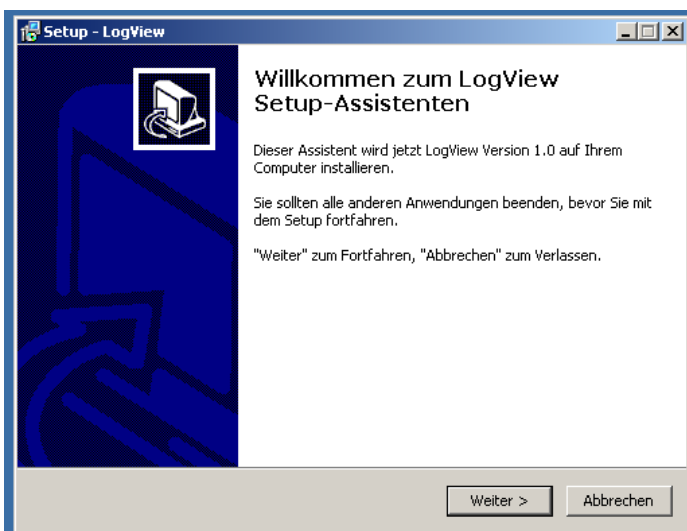 Setup - LogView
Willkommen zum LogView
Setup-Assistenten
Dieser Assistent wird jetzt LogView Version 1.0 auf Ihrem
Computer installieren.
Sie sollten alle anderen Anwendungen beenden, bevor Sie mit
dem Setup fortfahren.
"Weiter" zum Fortfahren, "Abbrechen" zum Verlassen.
Weiter >
Abbrechen